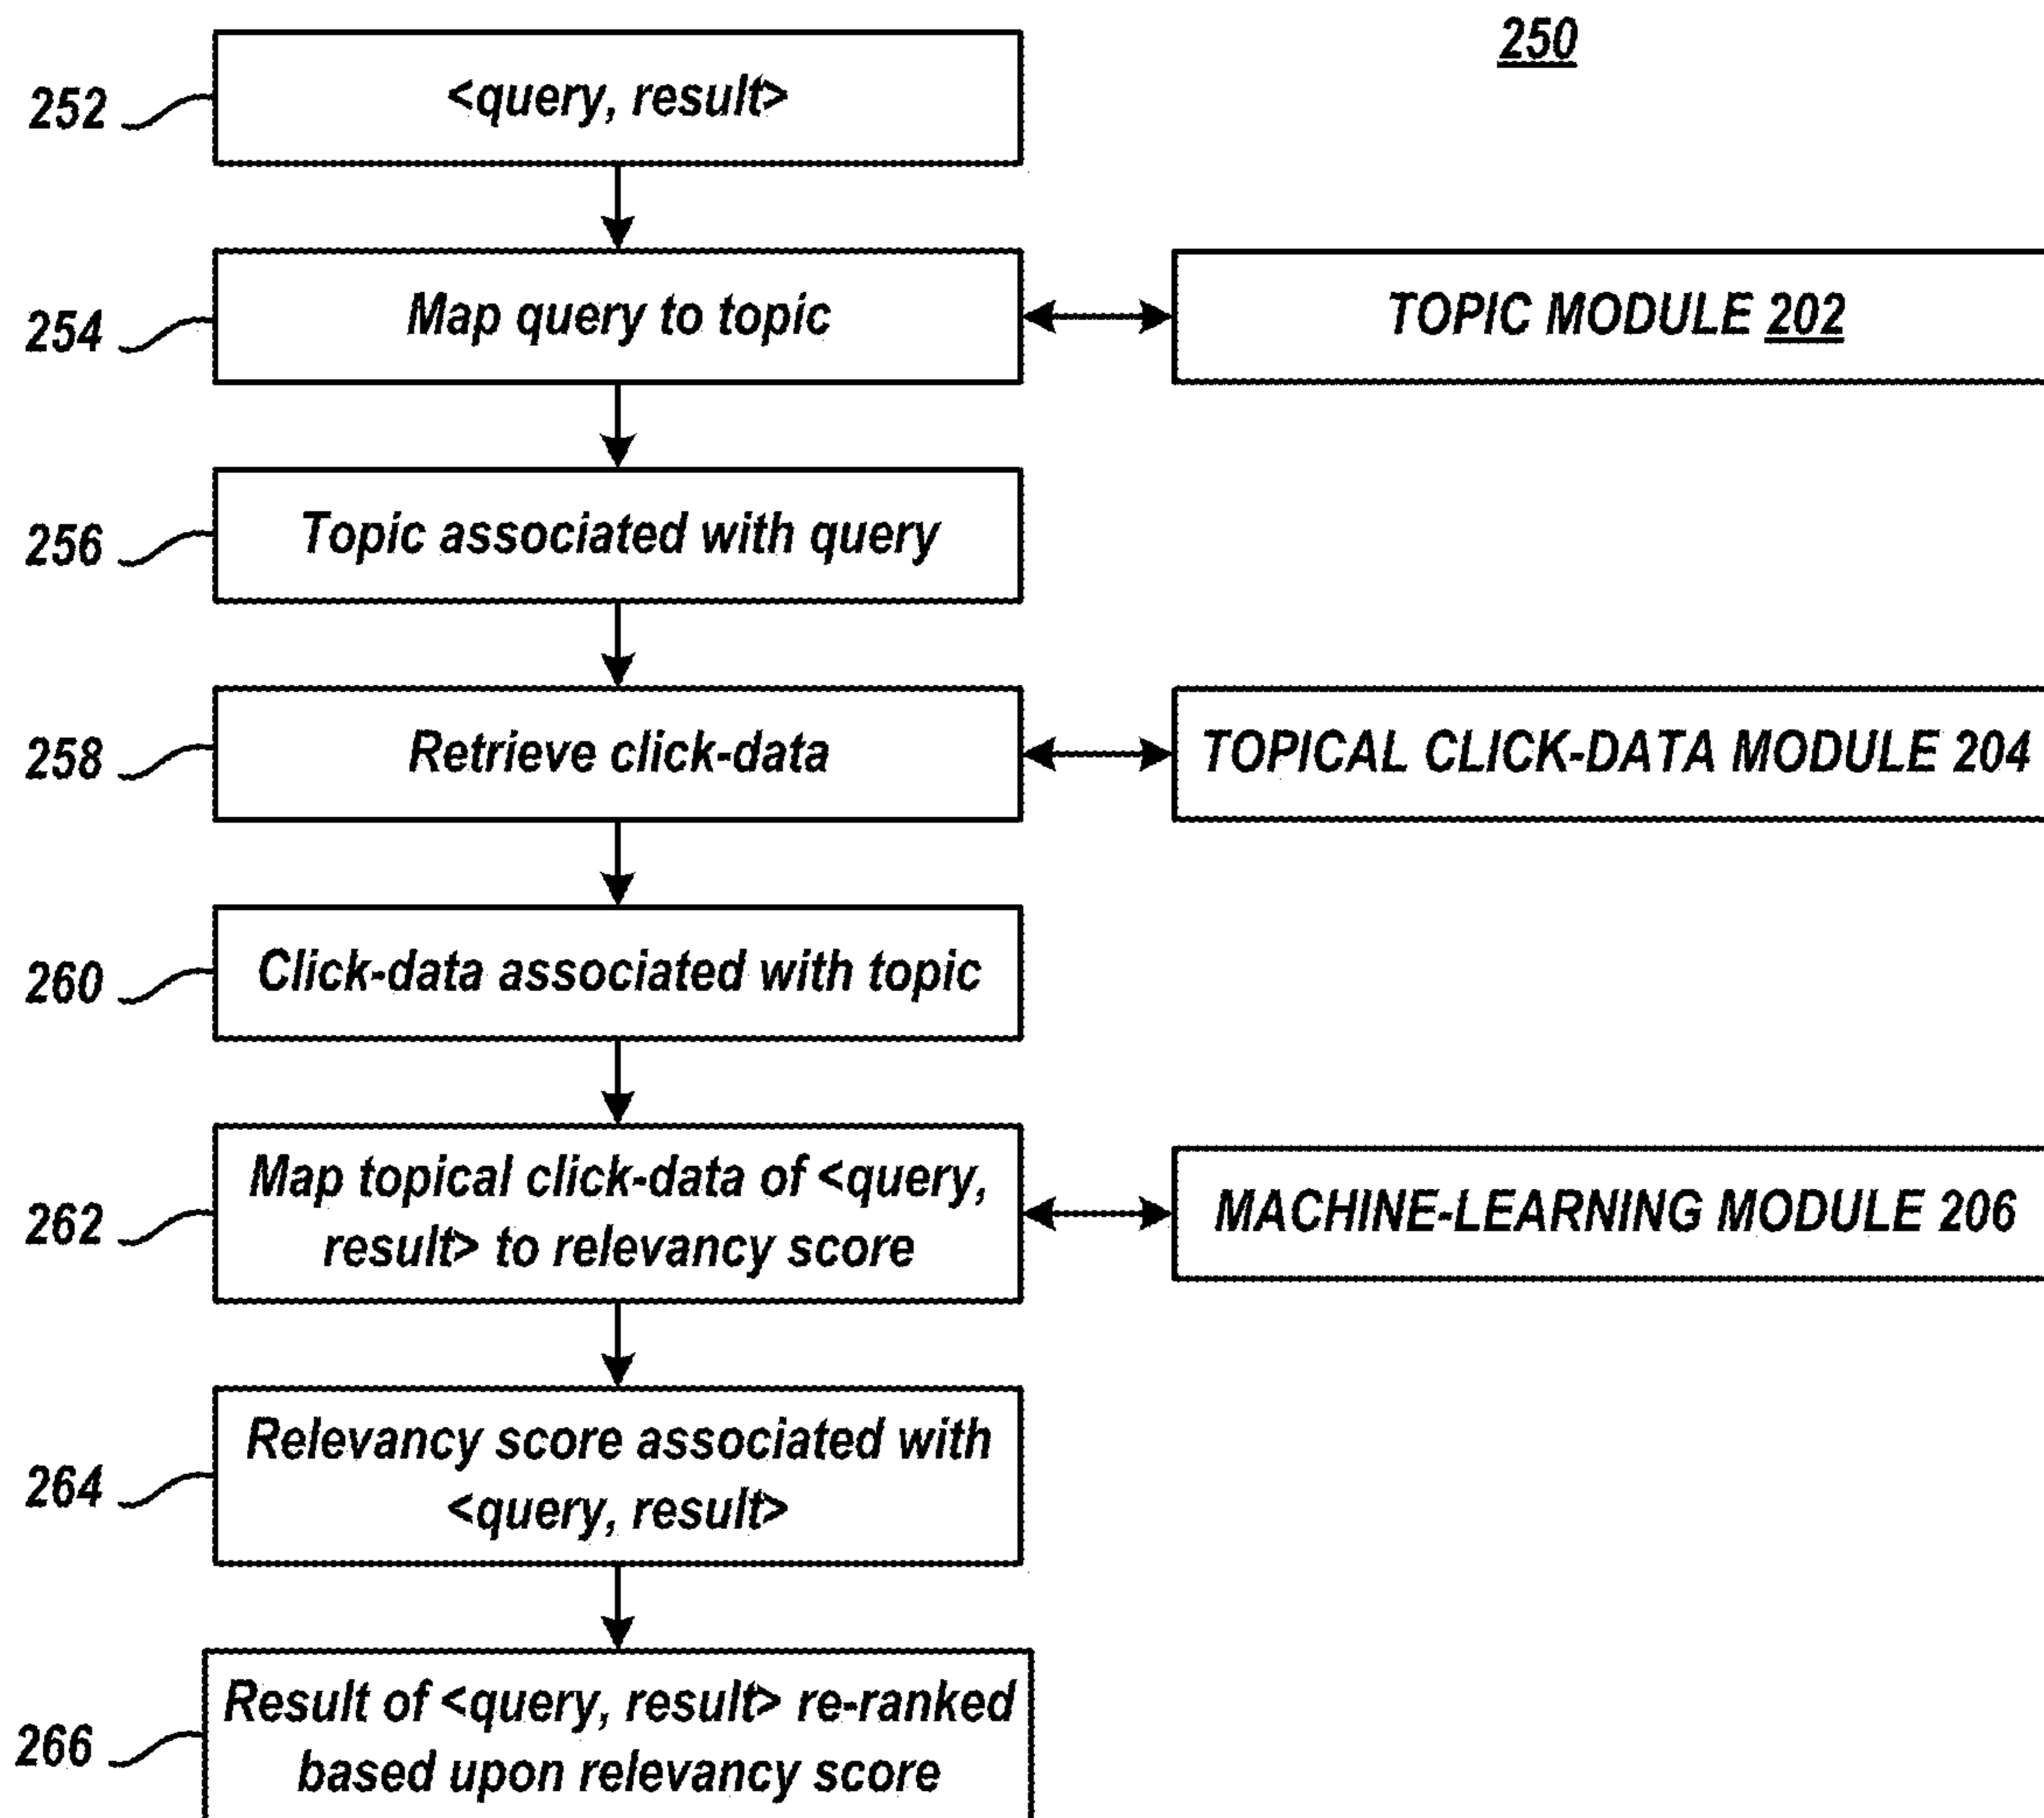 250
252
<query, result>
254
Map query to topic
TOPIC MODULE 202
256
Topic associated with query
258
Retrieve click-data
TOPICAL CLICK-DATA MODULE 204
260
Click-data associated with topic
262
Map topical click-data of <query,
result> to relevancy score
MACHINE-LEARNING MODULE 206
264
Relevancy score associated with
<query, result>
266
Result of <query, result> re-ranked
based upon relevancy score